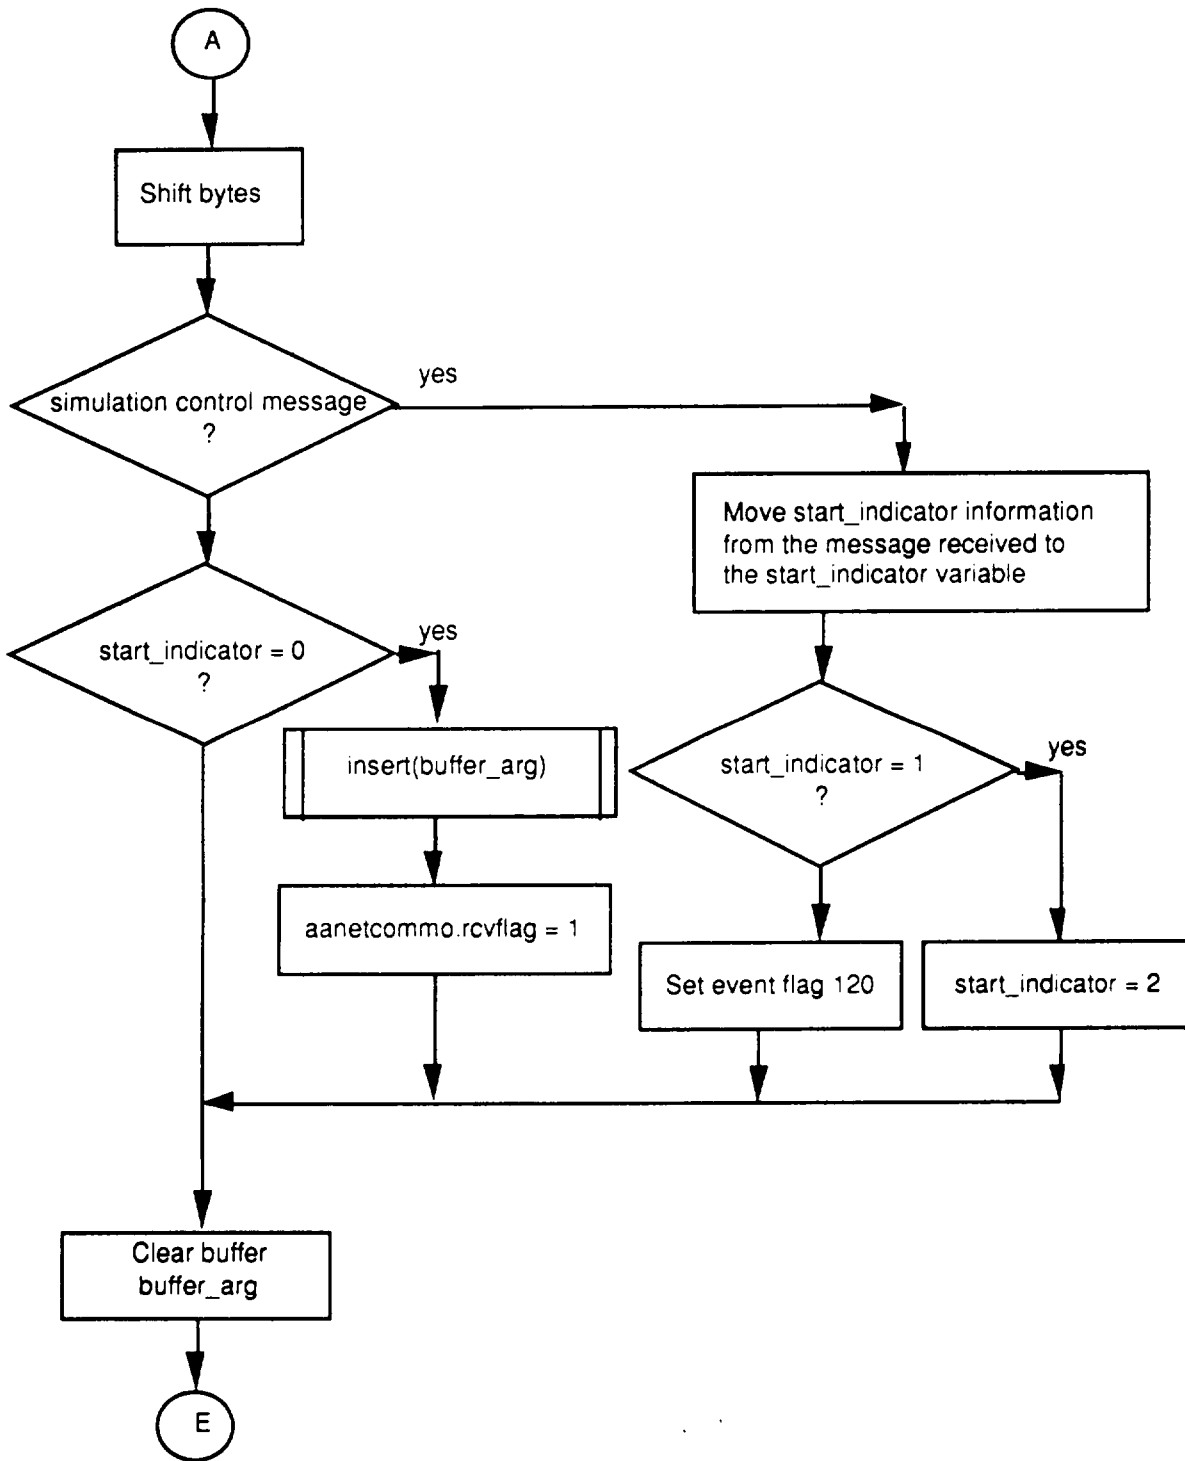 A
Shift bytes
yes
simulation control message
?
Move start_indicator information
from the message received to
the start_indicator variable
yes
start_indicator = 0
?
insert(buffer_arg)
yes
start_indicator = 1
?
aanetcommo.rcvflag = 1
Set event flag 120
start_indicator = 2
Clear buffer
buffer_arg
E